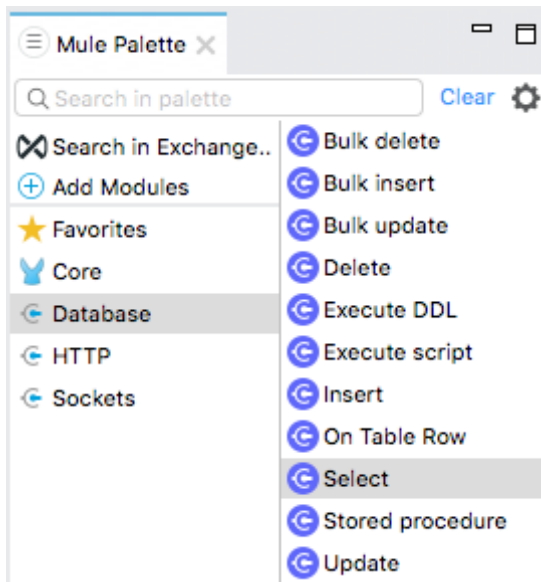 Mule Palette
Search in palette
Clear
Search in Exchange..
Add Modules
Favorites
Core
Database
HTTP
Sockets
Bulk delete
Bulk insert
Bulk update
Delete
Execute DDL
Execute script
Insert
On Table Row
Select
Stored procedure
Update